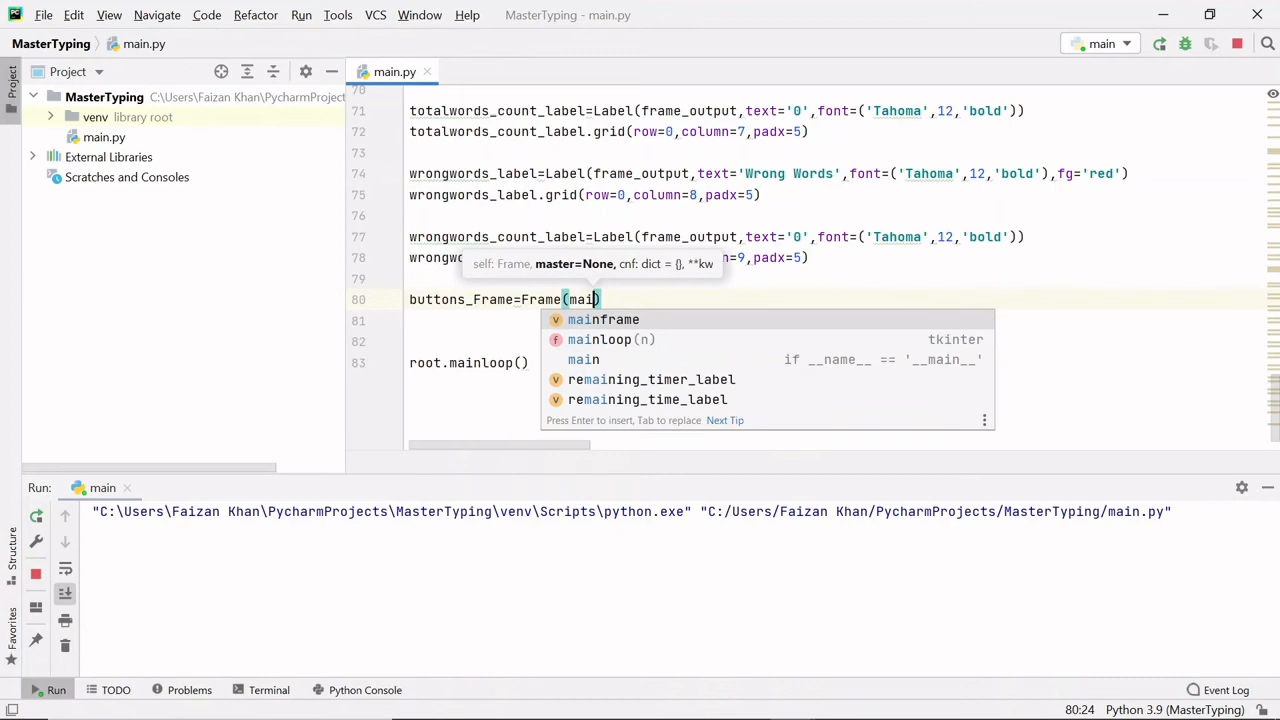 File Edit View Navigate Code Refactor Run Tools VCS Window Help MasterTyping - main.py
MasterTyping main.py main
Project main.py
MasterTyping C:\Users\Faizan Khan\PycharmProject
venv library root
main.py
External Libraries
Scratches and Consoles
70
71 totalwords_count_label=Label(frame_output,text='0',font=('Tahoma',12,'bold'))
72 totalwords_count_label.grid(row=0,column=7,padx=5)
73
74 wrongwords_label=Label(frame_output,text='Wrong Words',font=('Tahoma',12,'bold'),fg='red')
75 wrongwords_label.grid(row=0,column=8,padx=5)
76
77 wrongwords_count_label=Label(frame_output,text='0',font=('Tahoma',12,'bold'))
78 wrongw =9,padx=5)
None, cnf: {}, **kw
79
80 buttons_Frame=Frame(
81
82
83 root.mainloop()
mainframe
mainloop(n) tkinter
main if __name__ == '__main__'
remaining_timer_label
remaining_time_label
Press Enter to insert, Tab to replace Next Tip
Run: main
"C:\Users\Faizan Khan\PycharmProjects\MasterTyping\venv\Scripts\python.exe" "C:/Users/Faizan Khan/PycharmProjects/MasterTyping/main.py"
Project
Structure
Favorites
Run TODO Problems Terminal Python Console Event Log
80:24 Python 3.9 (MasterTyping)